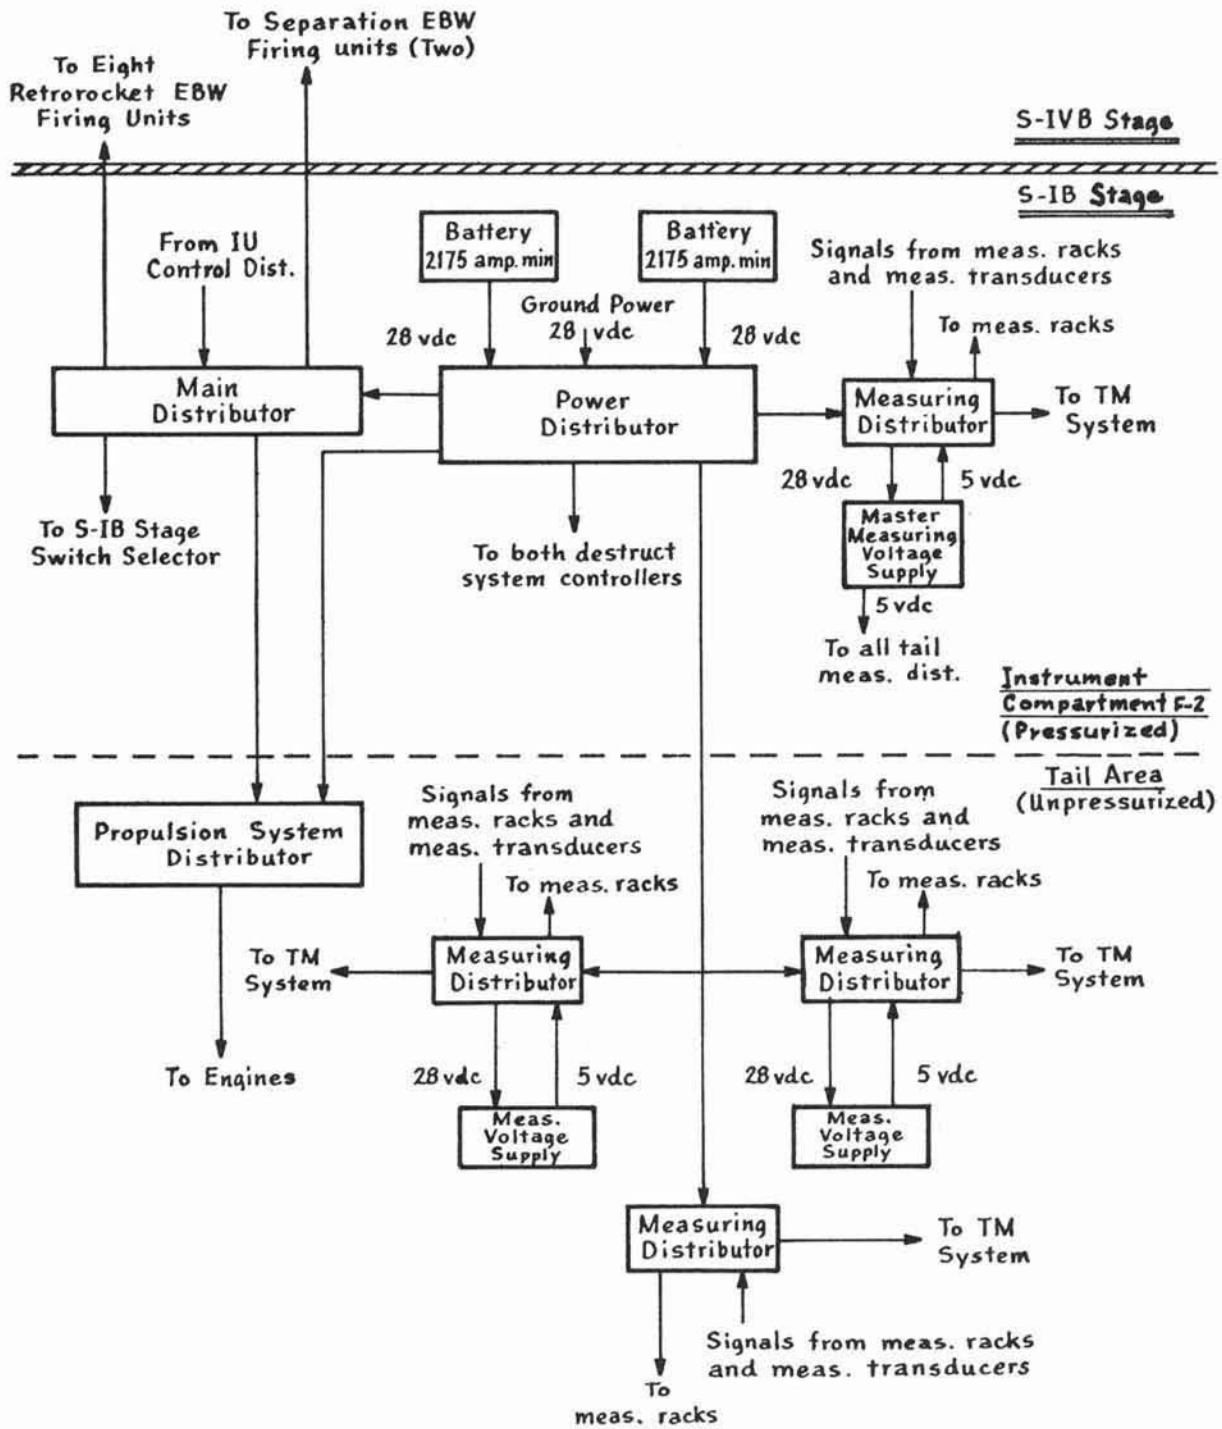 To Separation EBW
Firing units (Two)
To Eight
Retrorocket EBW
Firing Units
S-IVB Stage
S-IB Stage
From IU
Control Dist.
Battery
2175 amp. min
Battery
2175 amp. min
Signals from meas. racks
and meas. transducers
Ground Power
28 vdc
28 vdc
28 vdc
To meas. racks
Main
Distributor
Power
Distributor
Measuring
Distributor
To TM
System
28 vdc
5 vdc
To S-IB Stage
Switch Selector
To both destruct
system controllers
Master
Measuring
Voltage
Supply
5 vdc
To all tail
meas. dist.
Instrument
Compartment F-2
(Pressurized)
Tail Area
(Unpressurized)
Propulsion System
Distributor
Signals from
meas. racks and
meas. transducers
To meas. racks
Signals from
meas. racks and
meas. transducers
To meas. racks
To TM
System
Measuring
Distributor
Measuring
Distributor
To TM
System
To Engines
28 vdc
5 vdc
28 vdc
5 vdc
Meas.
Voltage
Supply
Meas.
Voltage
Supply
Measuring
Distributor
To TM
System
Signals from meas. racks
and meas. transducers
To
meas. racks